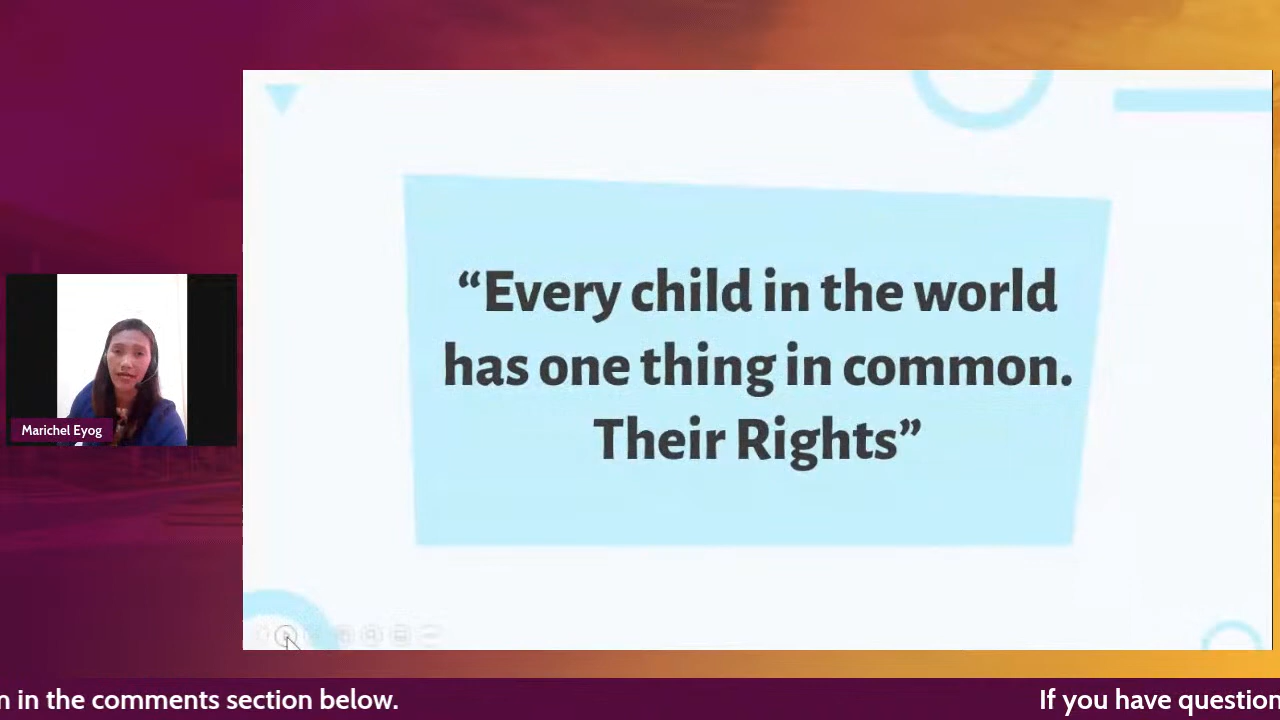 “Every child in the world
has one thing in common.
Their Rights”
Marichel Eyog
in the comments section below.
If you have question